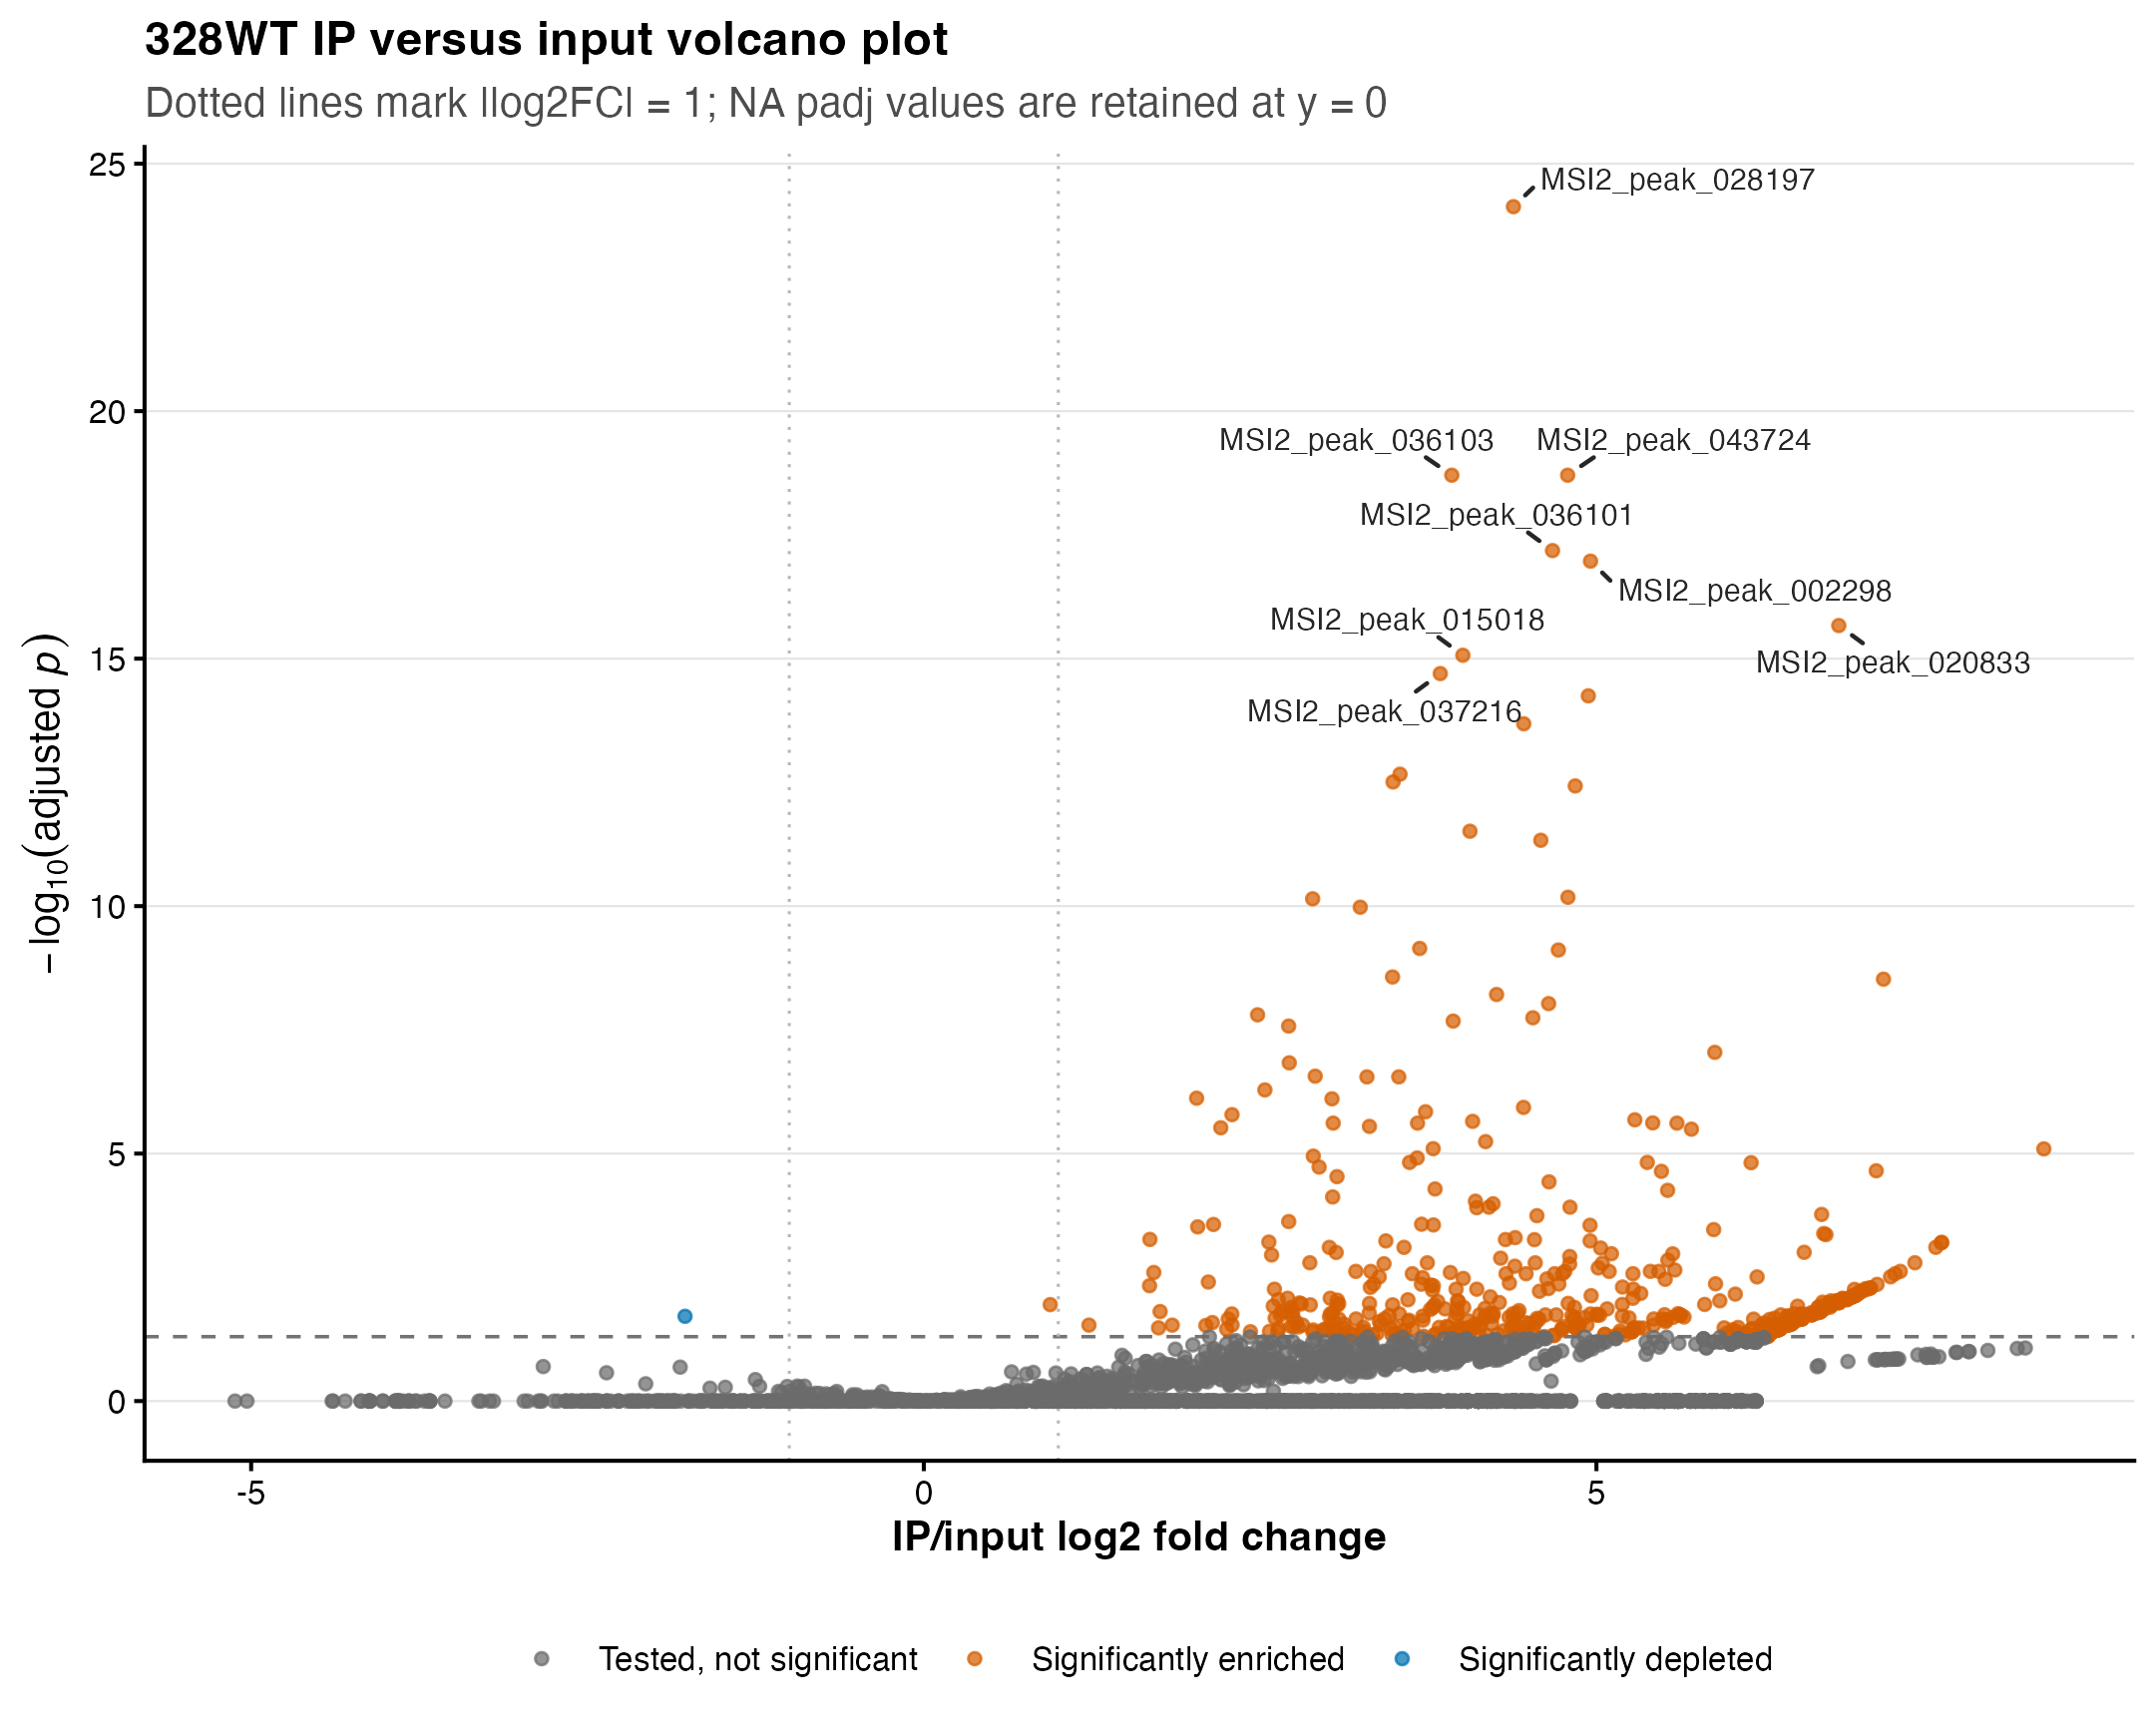 328WT IP versus input volcano plot
Dotted lines mark |log2FC| = 1; NA padj values are retained at y = 0
25
20
15
10
5
0
−log10(adjusted p)
MSI2_peak_028197
MSI2_peak_036103
MSI2_peak_043724
MSI2_peak_036101
MSI2_peak_002298
MSI2_peak_015018
MSI2_peak_020833
MSI2_peak_037216
-5
0
5
IP/input log2 fold change
Tested, not significant
Significantly enriched
Significantly depleted